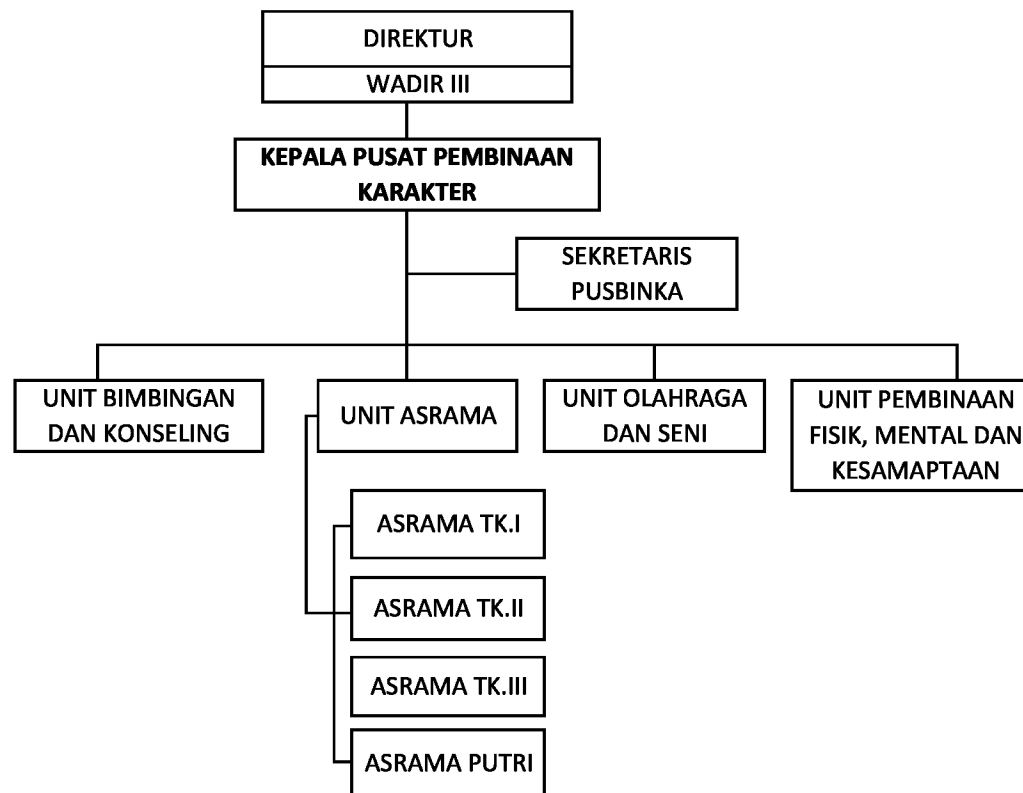 DIREKTUR
WADIR III
KEPALA PUSAT PEMBINAAN
KARAKTER
SEKRETARIS
PUSBINKA
UNIT BIMBINGAN
DAN KONSELING
UNIT ASRAMA
UNIT OLAHRAGA
DAN SENI
UNIT PEMBINAAN
FISIK, MENTAL DAN
KESAMAPTAAN
ASRAMA TK.I
ASRAMA TK.II
ASRAMA TK.III
ASRAMA PUTRI